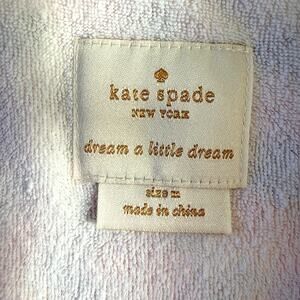 kate spade
NEW YORK
dream a little dream
size m
made in china